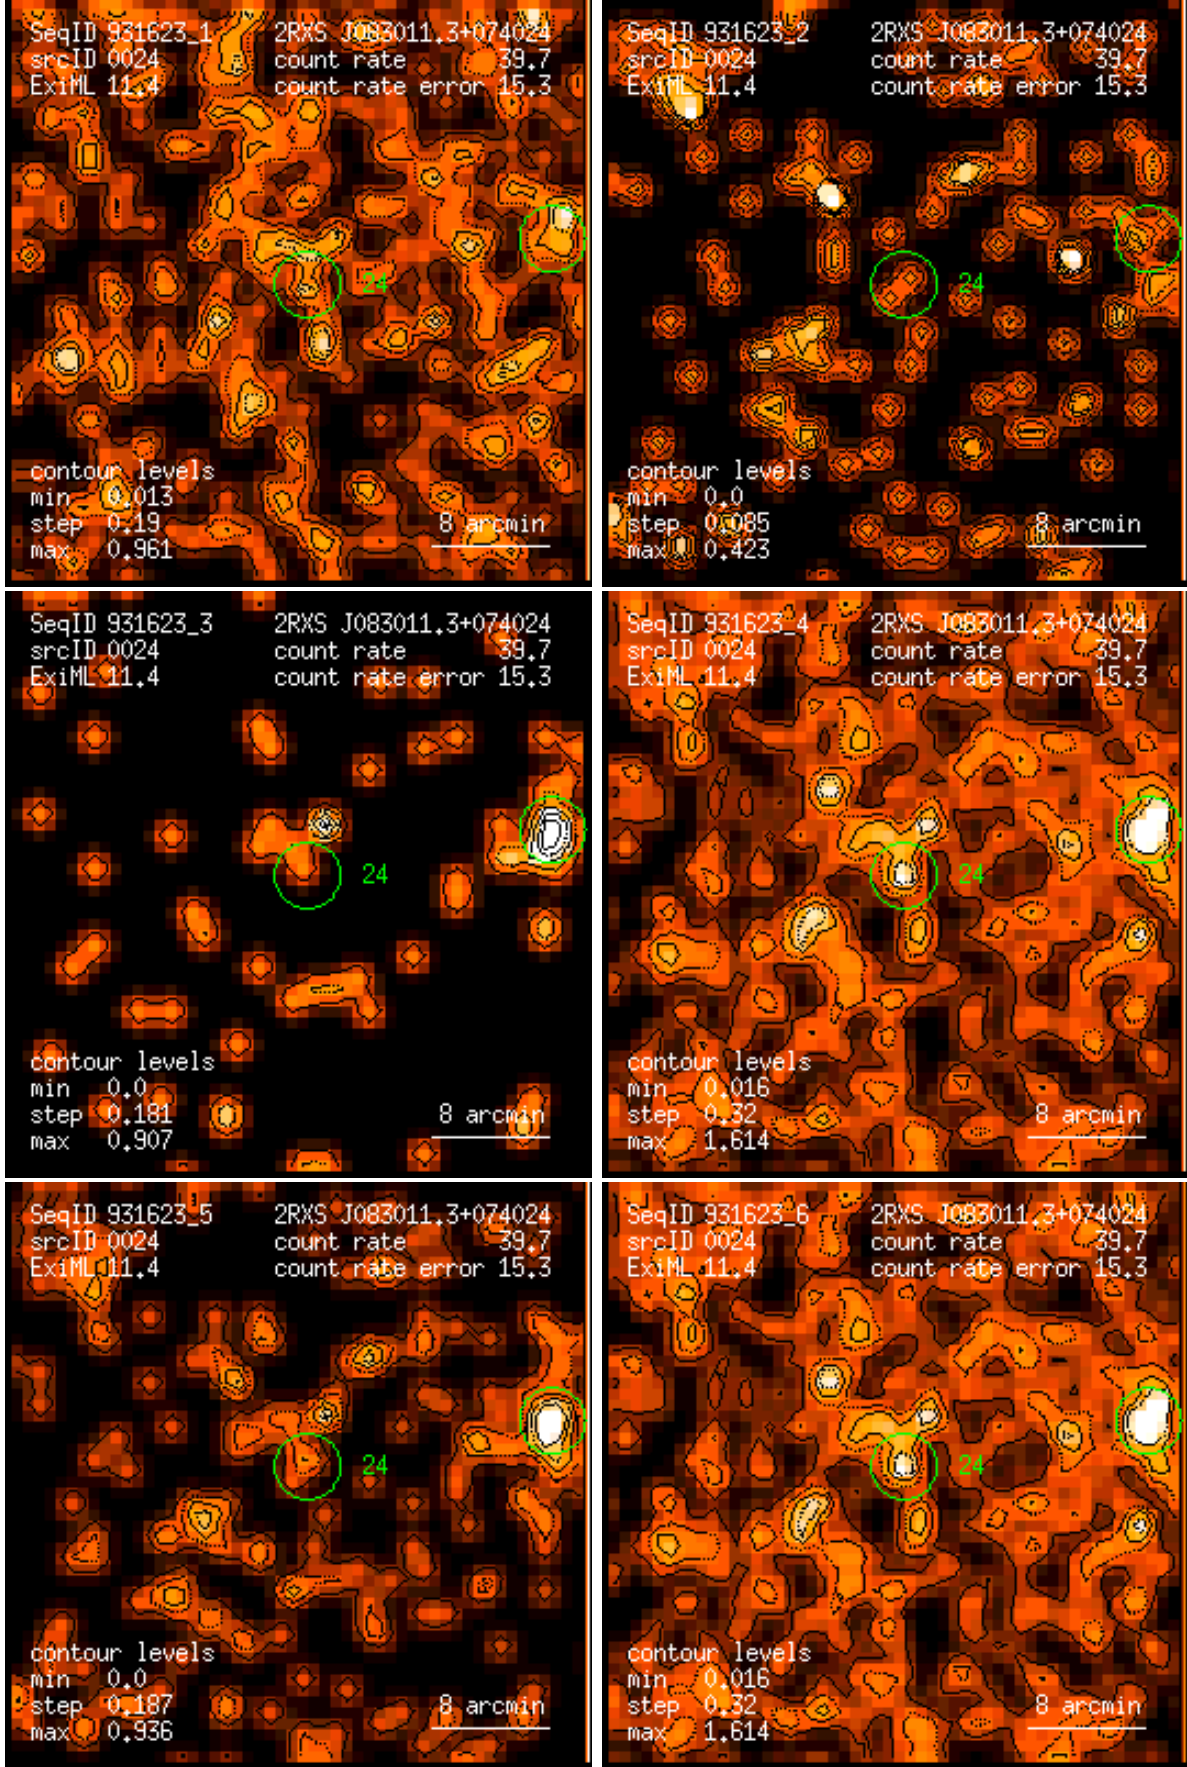 SeqID 931623_1 2RXS J083011.3+074024
srcID 0024 count rate 39.7
ExiML 11.4 count rate error 15.3
24
contour levels
min 0.013
step 0.19
max 0.961
8 arcmin
SeqID 931623_2 2RXS J083011.3+074024
srcID 0024 count rate 39.7
ExiML 11.4 count rate error 15.3
24
contour levels
min 0.0
step 0.085
max 0.423
8 arcmin
SeqID 931623_3 2RXS J083011.3+074024
srcID 0024 count rate 39.7
ExiML 11.4 count rate error 15.3
24
contour levels
min 0.0
step 0.181
max 0.907
8 arcmin
SeqID 931623_4 2RXS J083011.3+074024
srcID 0024 count rate 39.7
ExiML 11.4 count rate error 15.3
24
contour levels
min 0.016
step 0.32
max 1.614
8 arcmin
SeqID 931623_5 2RXS J083011.3+074024
srcID 0024 count rate 39.7
ExiML 11.4 count rate error 15.3
24
contour levels
min 0.0
step 0.187
max 0.936
8 arcmin
SeqID 931623_6 2RXS J083011.3+074024
srcID 0024 count rate 39.7
ExiML 11.4 count rate error 15.3
24
contour levels
min 0.016
step 0.32
max 1.614
8 arcmin